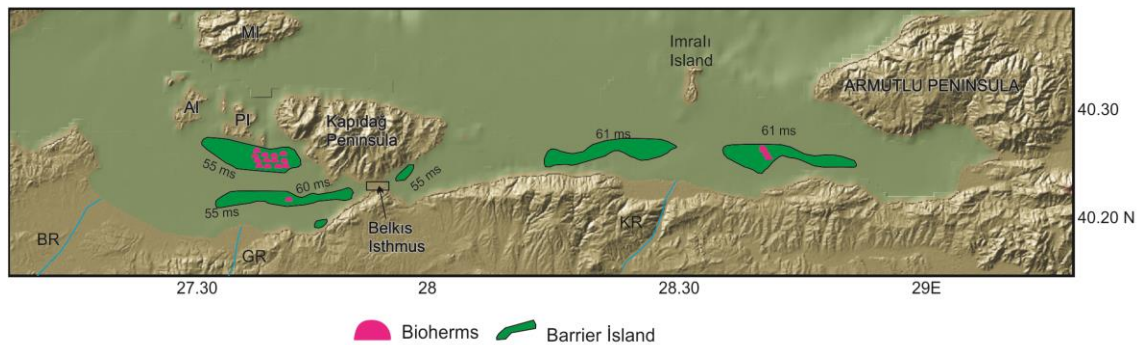 MI
Imralı
Island
ARMUTLU PENINSULA
AI
PI
Kapıdağ
Peninsula
40.30
61 ms
61 ms
55 ms
60 ms
55 ms
55 ms
Belkıs
Isthmus
KR
40.20 N
BR
GR
27.30
28
28.30
29E
Bioherms
Barrier İsland